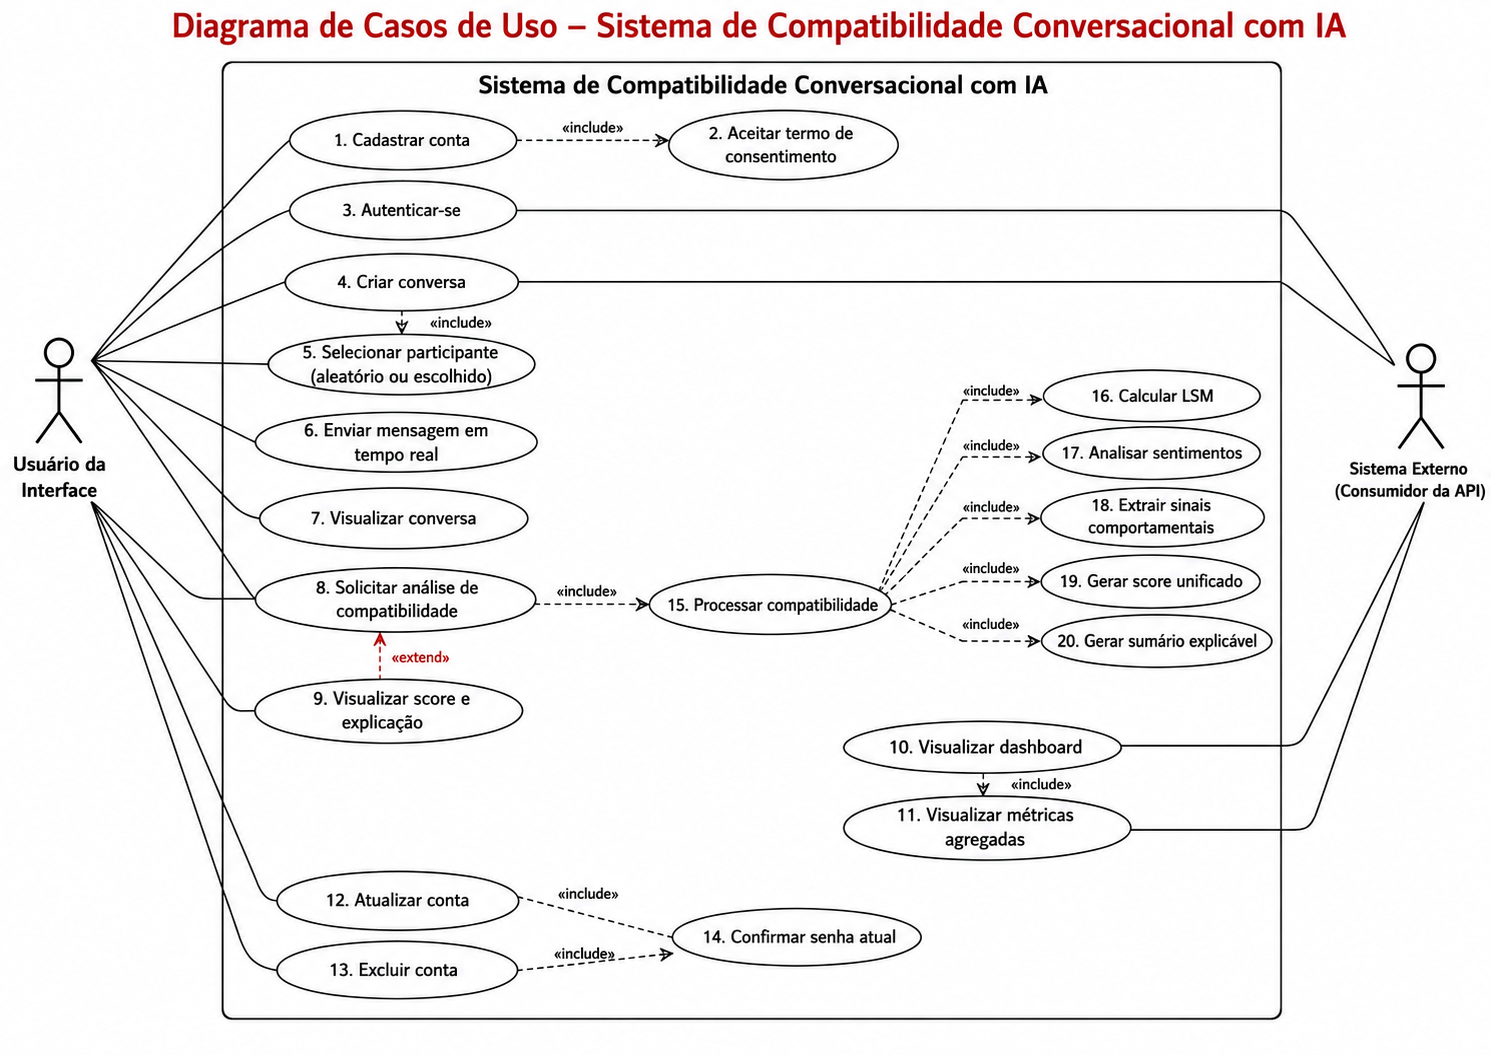 Diagrama de Casos de Uso – Sistema de Compatibilidade Conversacional com IA
Sistema de Compatibilidade Conversacional com IA
1. Cadastrar conta
«include»
2. Aceitar termo de
consentimento
3. Autenticar-se
4. Criar conversa
«include»
5. Selecionar participante
(aleatório ou escolhido)
6. Enviar mensagem em
tempo real
7. Visualizar conversa
8. Solicitar análise de
compatibilidade
«include»
15. Processar compatibilidade
«include»
16. Calcular LSM
«include»
17. Analisar sentimentos
«include»
18. Extrair sinais
comportamentais
«include»
19. Gerar score unificado
«include»
20. Gerar sumário explicável
«extend»
9. Visualizar score e
explicação
10. Visualizar dashboard
«include»
11. Visualizar métricas
agregadas
12. Atualizar conta
«include»
13. Excluir conta
«include»
14. Confirmar senha atual
Usuário da
Interface
Sistema Externo
(Consumidor da API)